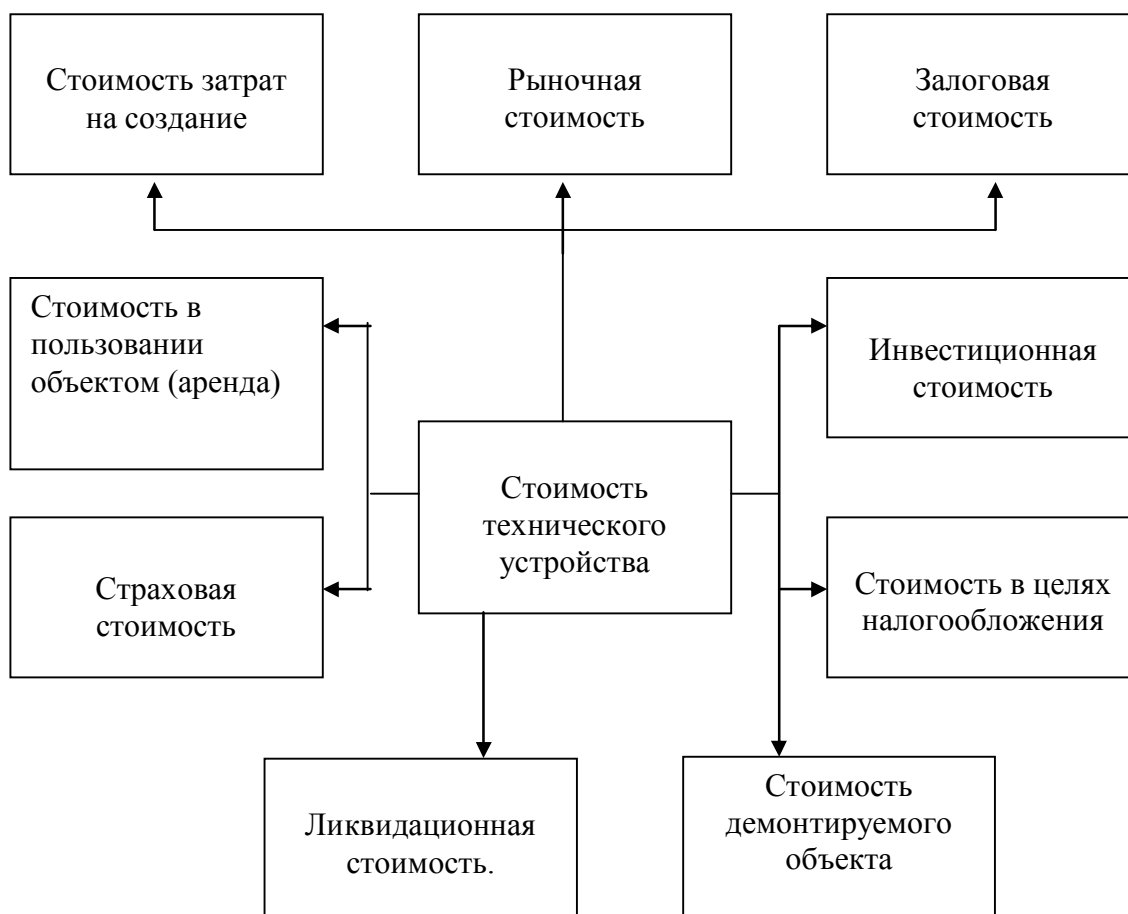 Стоимость затрат
на создание
Рыночная
стоимость
Залоговая
стоимость
Стоимость в
пользовании
объектом (аренда)
Инвестиционная
стоимость
Стоимость
технического
устройства
Страховая
стоимость
Стоимость в целях
налогообложения
Ликвидационная
стоимость.
Стоимость
демонтируемого
объекта